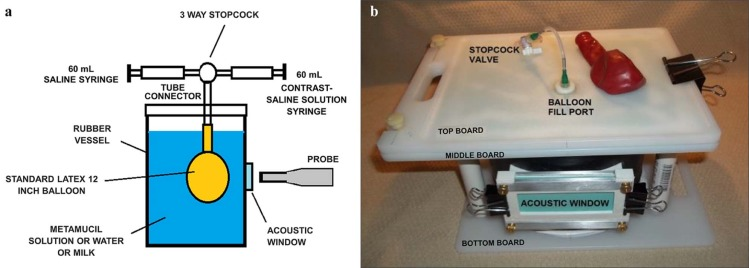 a
3 WAY STOPCOCK
60 mL
SALINE SYRINGE
TUBE
CONNECTOR
60 mL
CONTRAST-
SALINE SOLUTION
SYRINGE
RUBBER
VESSEL
PROBE
STANDARD LATEX 12
INCH BALLOON
METAMUCIL
SOLUTION OR WATER
OR MILK
ACOUSTIC
WINDOW
b
STOPCOCK
VALVE
BALLOON
FILL PORT
TOP BOARD
MIDDLE BOARD
ACOUSTIC WINDOW
BOTTOM BOARD